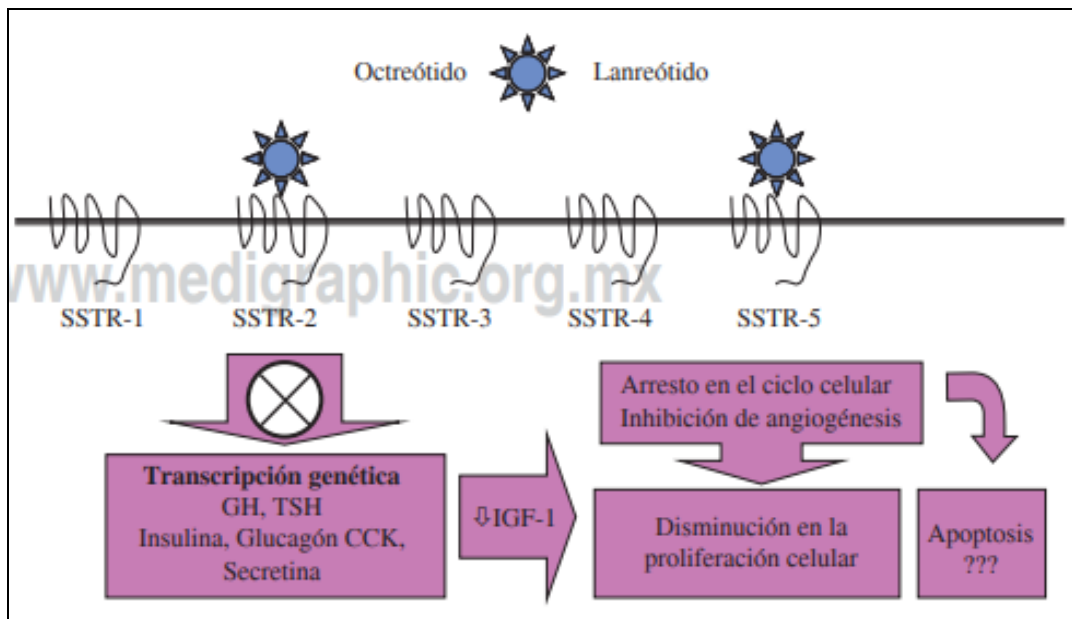 Octreótido Lanreótido
www.medigraphic.org.mx
SSTR-1 SSTR-2 SSTR-3 SSTR-4 SSTR-5
Arresto en el ciclo celular
Inhibición de angiogénesis
Transcripción genética
GH, TSH
Insulina, Glucagón CCK,
Secretina
⇩IGF-1
Disminución en la
proliferación celular
Apoptosis
???